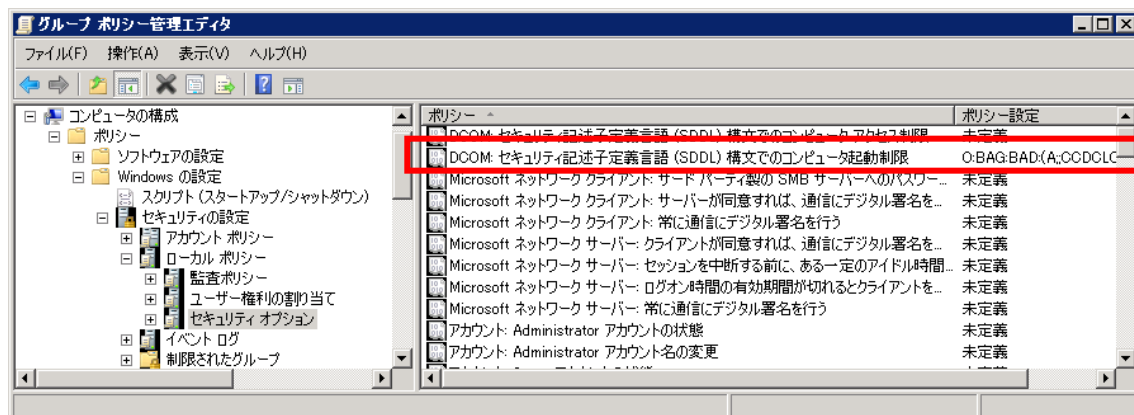 グループ ポリシー管理エディタ
ファイル(F) 操作(A) 表示(V) ヘルプ(H)
コンピュータの構成
ポリシー
ソフトウェアの設定
Windows の設定
スクリプト (スタートアップ/シャットダウン)
セキュリティの設定
アカウント ポリシー
ローカル ポリシー
監査ポリシー
ユーザー権利の割り当て
セキュリティ オプション
イベント ログ
制限されたグループ
ポリシー ポリシー設定
DCOM: セキュリティ記述子定義言語 (SDDL) 構文でのコンピュータ アクセス制限 未定義
DCOM: セキュリティ記述子定義言語 (SDDL) 構文でのコンピュータ起動制限 O:BAG:BAD:(A;;CCDCLC
Microsoft ネットワーク クライアント: サード パーティ製の SMB サーバーへのパスワー... 未定義
Microsoft ネットワーク クライアント: サーバーが同意すれば、通信にデジタル署名を... 未定義
Microsoft ネットワーク クライアント: 常に通信にデジタル署名を行う 未定義
Microsoft ネットワーク サーバー: クライアントが同意すれば、通信にデジタル署名を... 未定義
Microsoft ネットワーク サーバー: セッションを中断する前に、ある一定のアイドル時間... 未定義
Microsoft ネットワーク サーバー: ログオン時間の有効期間が切れるとクライアントを... 未定義
Microsoft ネットワーク サーバー: 常に通信にデジタル署名を行う 未定義
アカウント: Administrator アカウントの状態 未定義
アカウント: Administrator アカウント名の変更 未定義